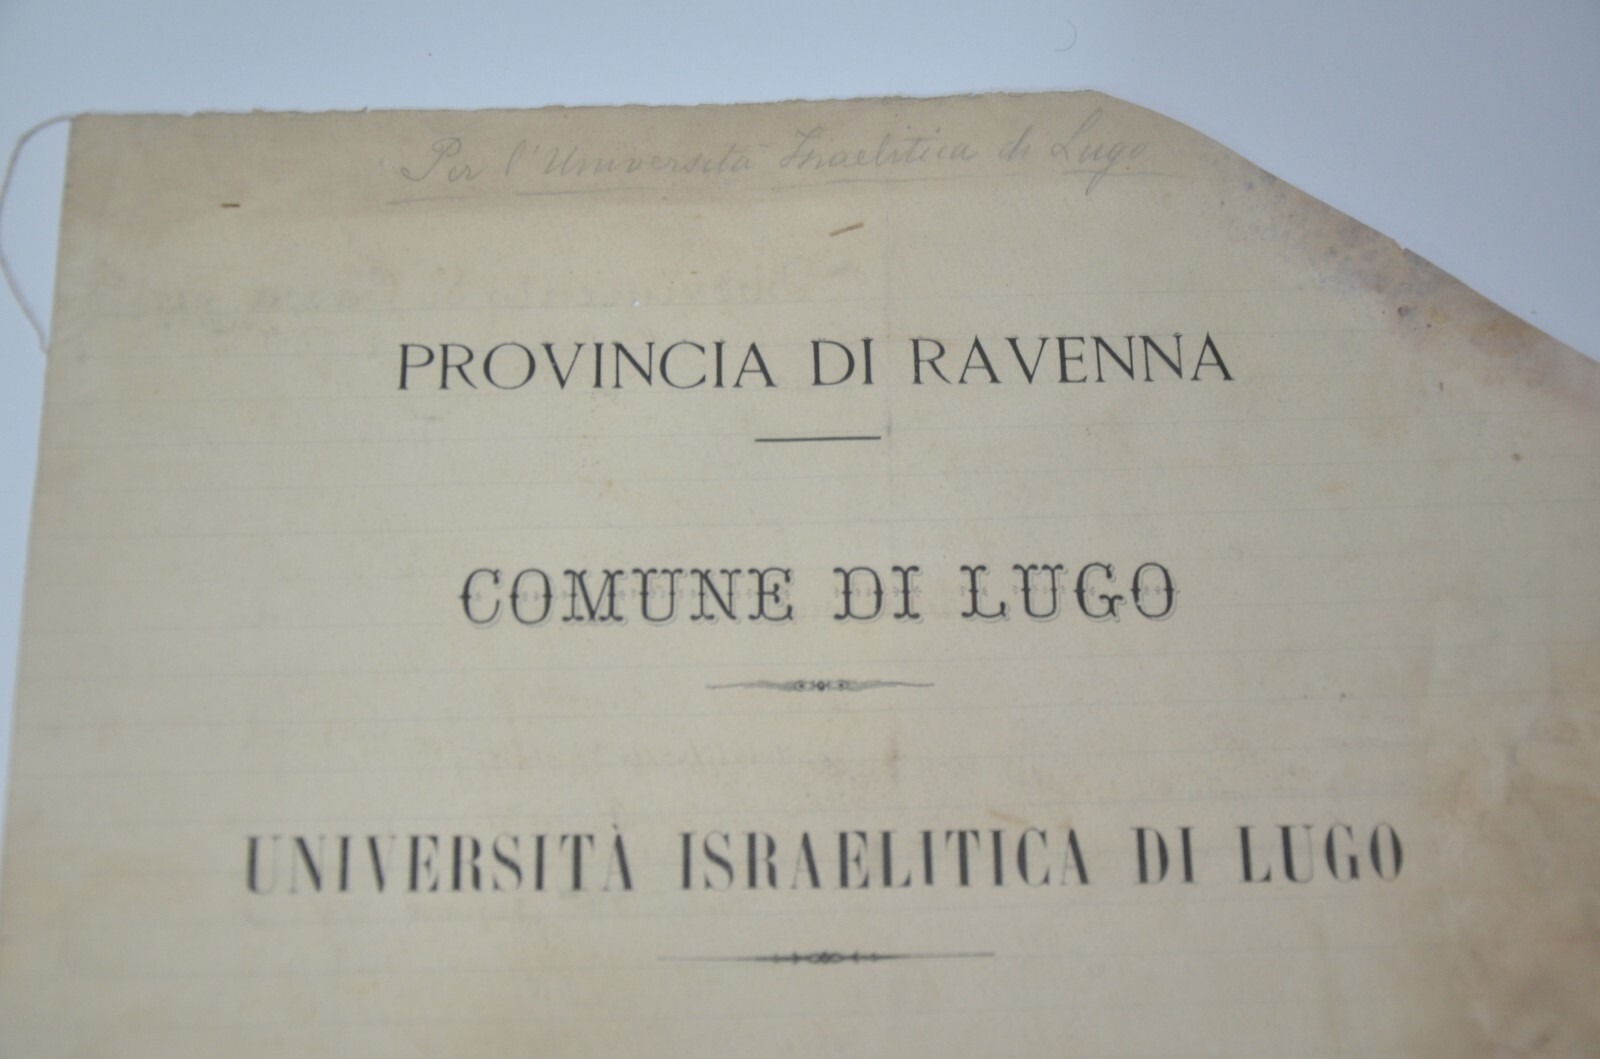 Per l'Università Israelitica di Lugo
PROVINCIA DI RAVENNA
COMUNE DI LUGO
UNIVERSITÀ ISRAELITICA DI LUGO